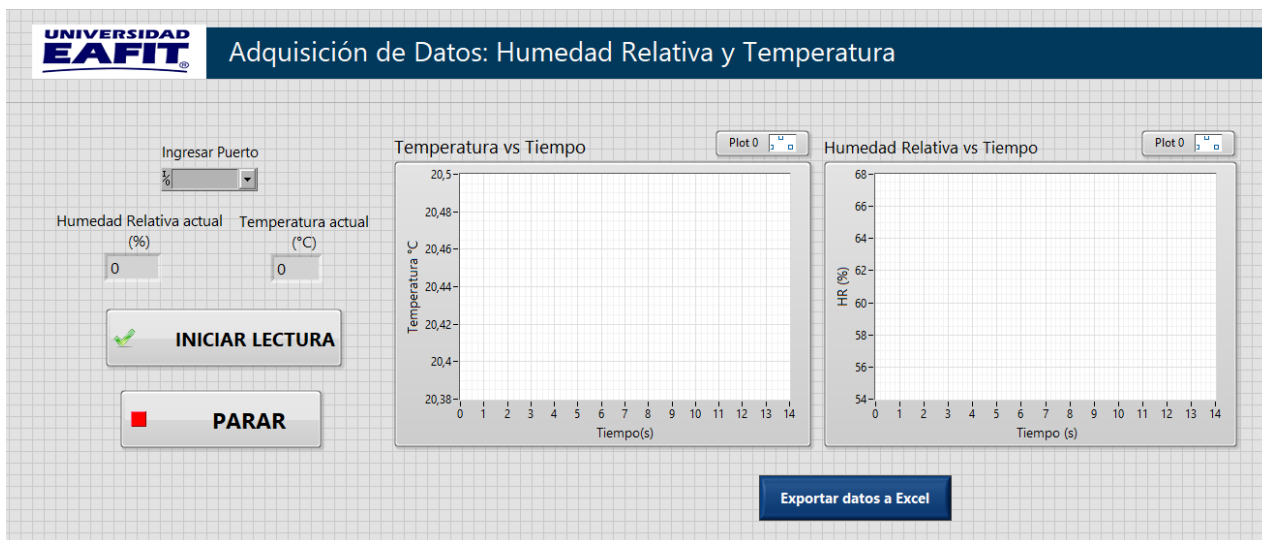 UNIVERSIDAD
EAFIT®
Adquisición de Datos: Humedad Relativa y Temperatura
Ingresar Puerto
I/O
Humedad Relativa actual
(%)
0
Temperatura actual
(°C)
0
INICIAR LECTURA
PARAR
Temperatura vs Tiempo
Plot 0
Temperatura °C
20,5
20,48
20,46
20,44
20,42
20,4
20,38
0 1 2 3 4 5 6 7 8 9 10 11 12 13 14
Tiempo(s)
Humedad Relativa vs Tiempo
Plot 0
HR (%)
68
66
64
62
60
58
56
54
0 1 2 3 4 5 6 7 8 9 10 11 12 13 14
Tiempo (s)
Exportar datos a Excel